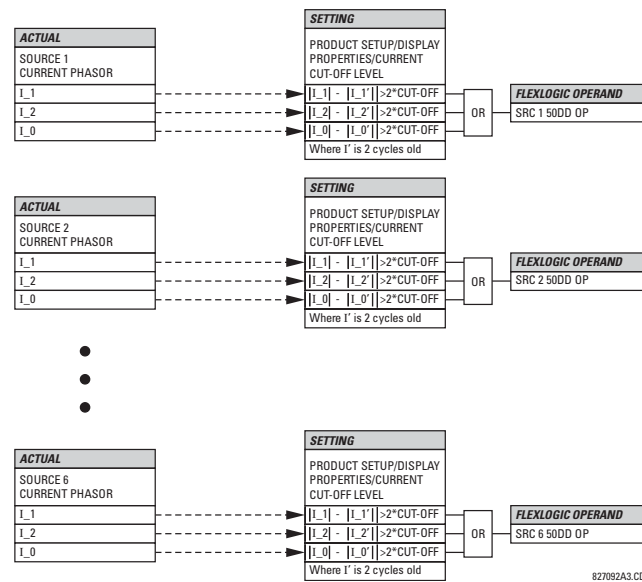 SETTING
ACTUAL
PRODUCT SETUP/DISPLAY
SOURCE 1
PROPERTIES/CURRENT
CURRENT PHASOR
CUT-OFF LEVEL
I_1 |I_1| - |I_1'| >2*CUT-OFF FLEXLOGIC OPERAND
I_2 |I_2| - |I_2'| >2*CUT-OFF OR SRC 1 50DD OP
I_0 |I_0| - |I_0'| >2*CUT-OFF
Where I' is 2 cycles old
SETTING
ACTUAL
PRODUCT SETUP/DISPLAY
SOURCE 2
PROPERTIES/CURRENT
CURRENT PHASOR
CUT-OFF LEVEL
I_1 |I_1| - |I_1'| >2*CUT-OFF FLEXLOGIC OPERAND
I_2 |I_2| - |I_2'| >2*CUT-OFF OR SRC 2 50DD OP
I_0 |I_0| - |I_0'| >2*CUT-OFF
Where I' is 2 cycles old
SETTING
ACTUAL
PRODUCT SETUP/DISPLAY
SOURCE 6
PROPERTIES/CURRENT
CURRENT PHASOR
CUT-OFF LEVEL
I_1 |I_1| - |I_1'| >2*CUT-OFF FLEXLOGIC OPERAND
I_2 |I_2| - |I_2'| >2*CUT-OFF OR SRC 6 50DD OP
I_0 |I_0| - |I_0'| >2*CUT-OFF
Where I' is 2 cycles old